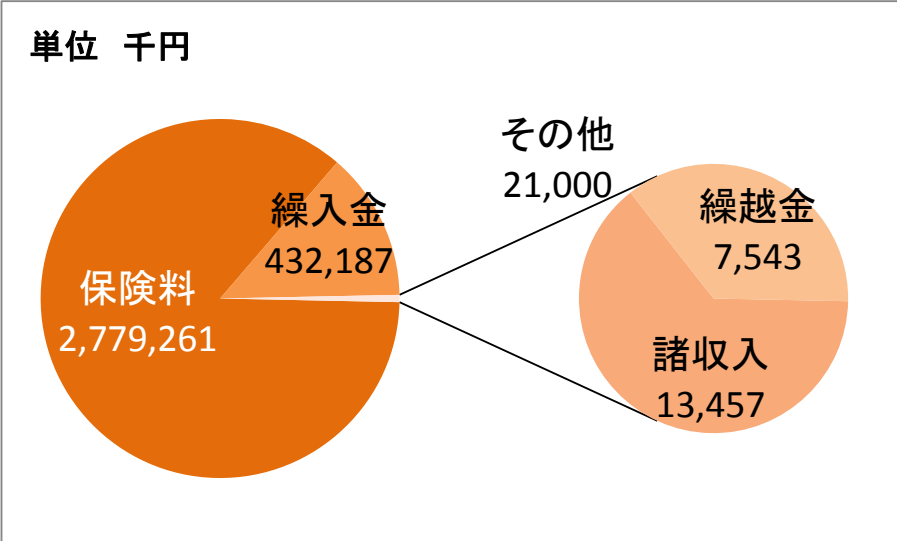 単位 千円
保険料
2,779,261
繰入金
432,187
その他
21,000
繰越金
7,543
諸収入
13,457